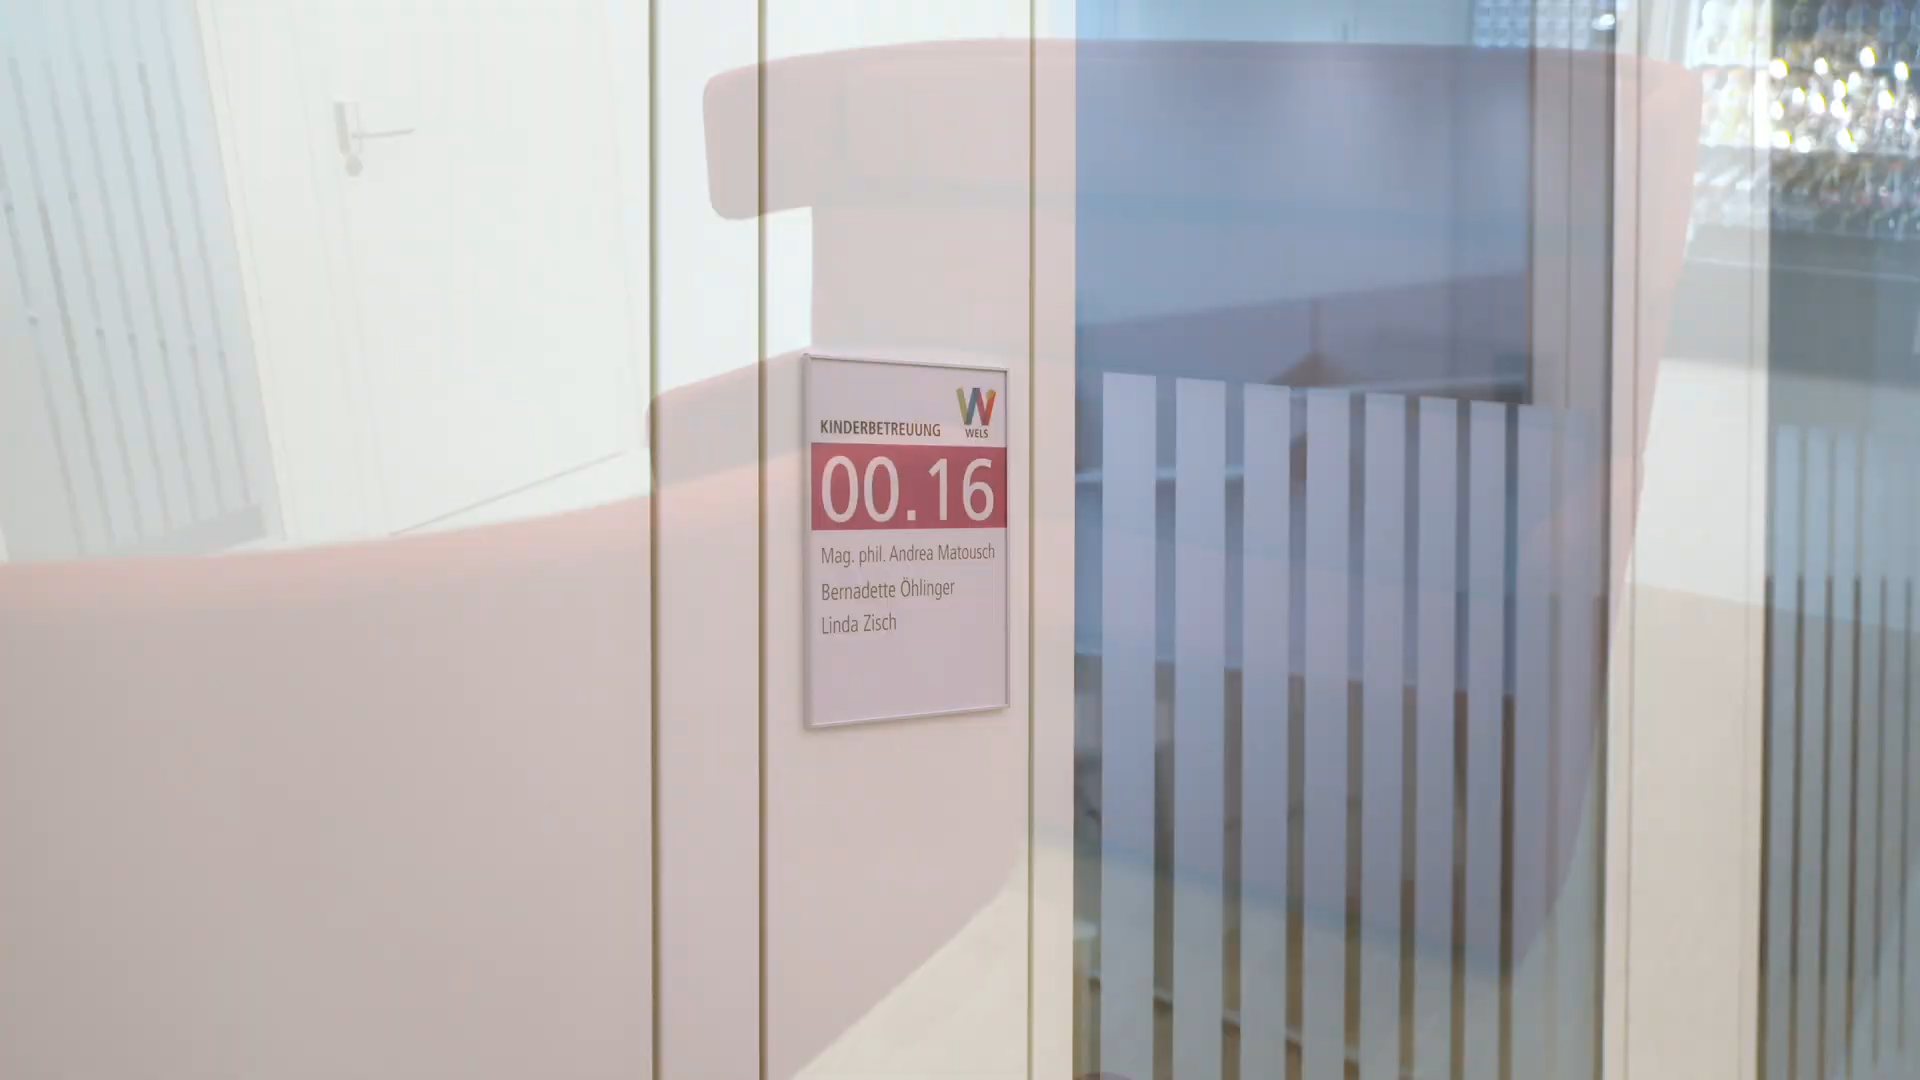 WELS
KINDERBETREUUNG
00.16
Mag. phil. Andrea Matousch
Bernadette Öhlinger
Linda Zisch